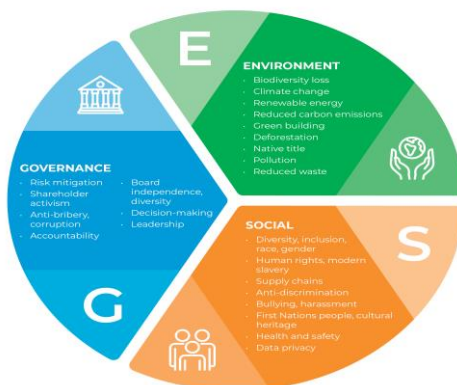 E
ENVIRONMENT
- Biodiversity loss
- Climate change
- Renewable energy
- Reduced carbon emissions
- Green building
- Deforestation
- Native title
- Pollution
- Reduced waste
GOVERNANCE
- Risk mitigation
- Shareholder
activism
- Anti-bribery,
corruption
- Accountability
- Board
independence,
diversity
- Decision-making
- Leadership
G
SOCIAL
- Diversity, inclusion,
race, gender
- Human rights, modern
slavery
- Supply chains
- Anti-discrimination
- Bullying, harassment
- First Nations people, cultural
heritage
- Health and safety
- Data privacy
S